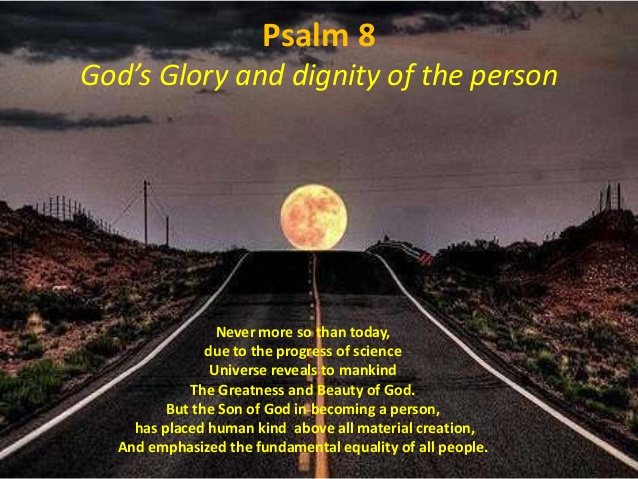 Psalm 8
God's Glory and dignity of the person
Never more so than today,
due to the progress of science
Universe reveals to mankind
The Greatness and Beauty of God.
But the Son of God in becoming a person,
has placed human kind above all material creation,
And emphasized the fundamental equality of all people.